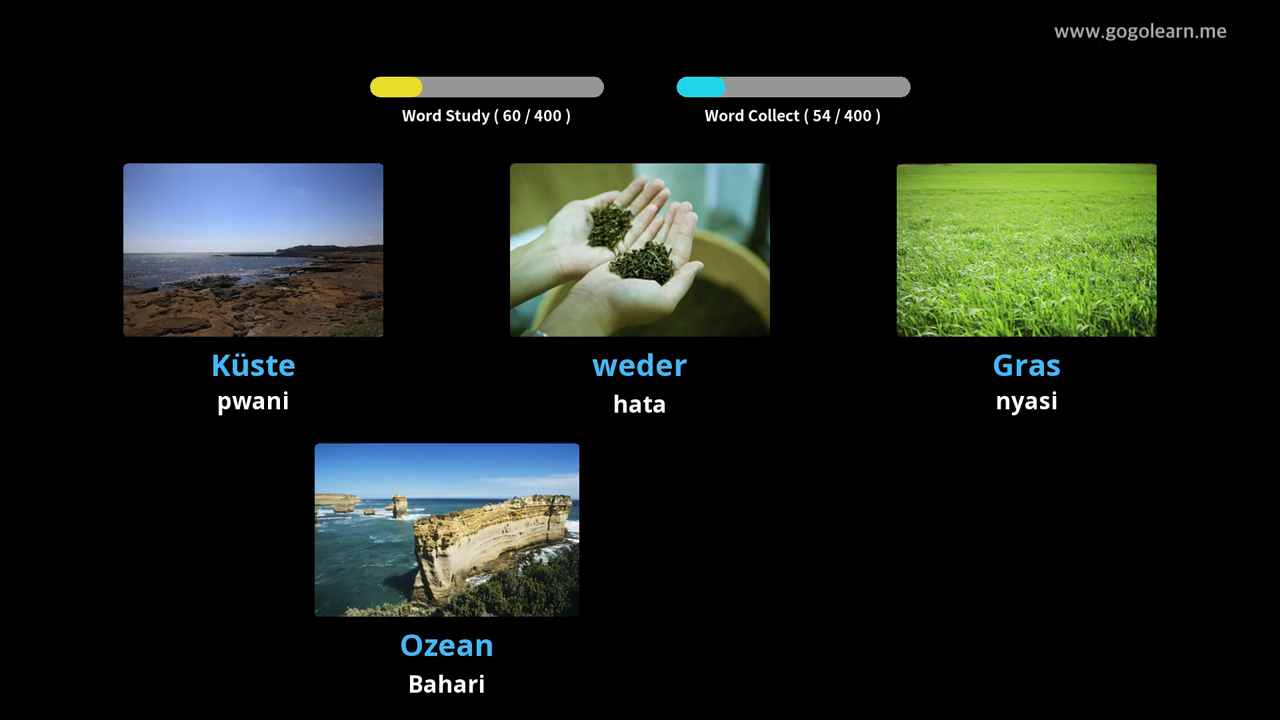 www.gogolearn.me
Word Study ( 60 / 400 )
Word Collect ( 54 / 400 )
Küste
pwani
weder
hata
Gras
nyasi
Ozean
Bahari